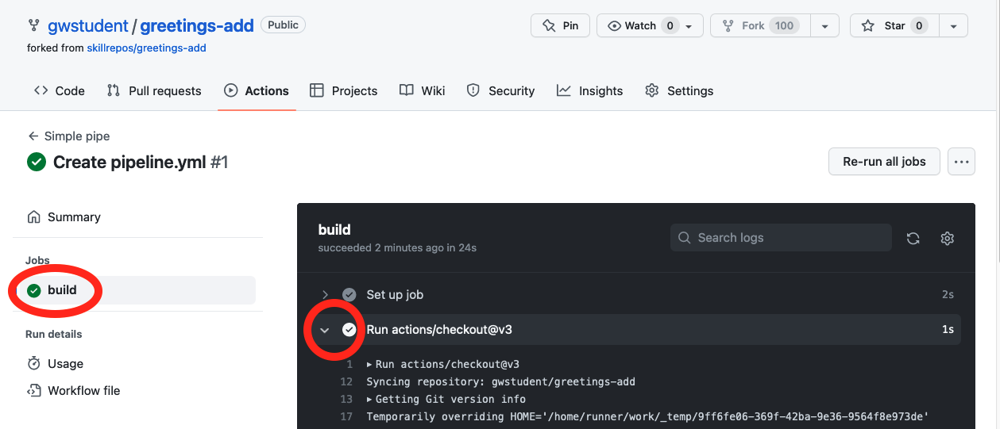 gwstudent/greetings-add Public
Pin Watch 0 Fork 100 Star 0
forked from skillrepos/greetings-add
Code Pull requests Actions Projects Wiki Security Insights Settings
← Simple pipe
Create pipeline.yml #1
Re-run all jobs ...
Summary
Jobs
build
Run details
Usage
Workflow file
build
succeeded 2 minutes ago in 24s
Search logs
Set up job 2s
Run actions/checkout@v3 1s
1 ▸ Run actions/checkout@v3
12 Syncing repository: gwstudent/greetings-add
13 ▸ Getting Git version info
17 Temporarily overriding HOME='/home/runner/work/_temp/9ff6fe06-369f-42ba-9e36-9564f8e973de'